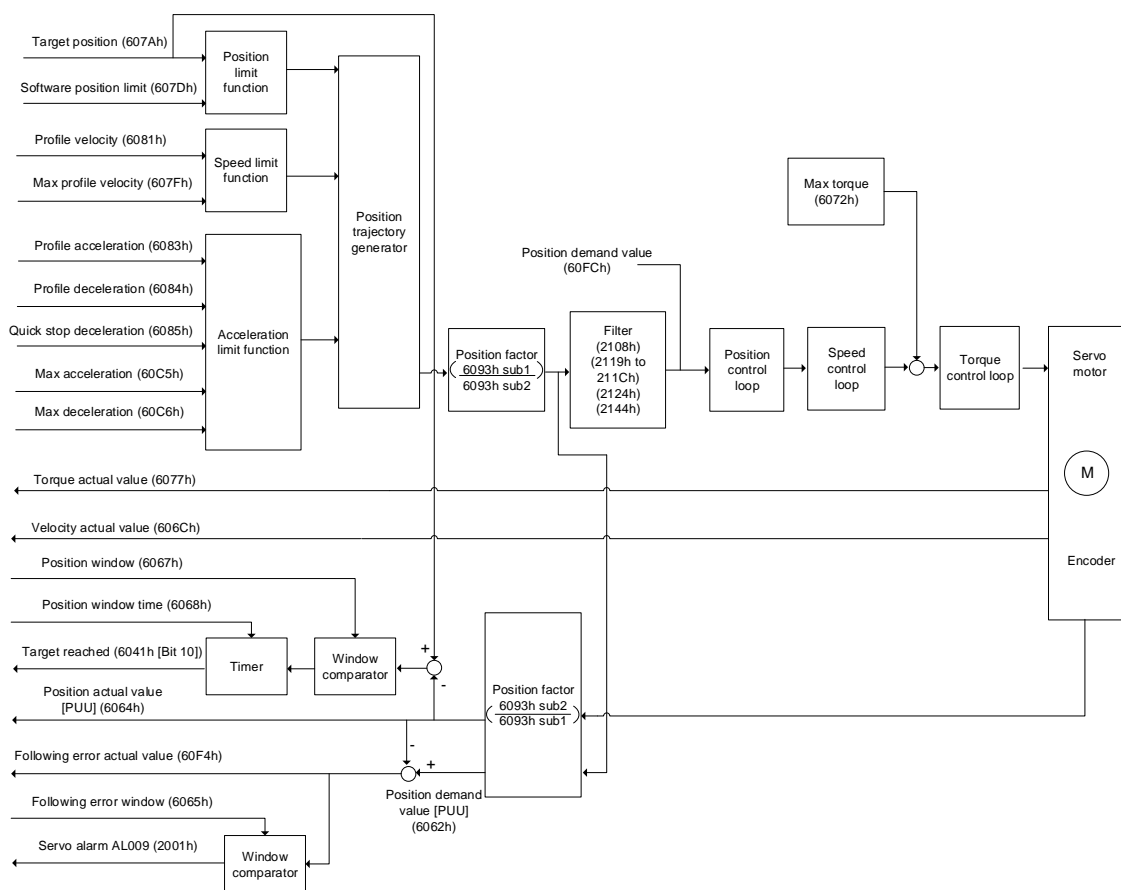 Target position (607Ah)
Software position limit (607Dh)
Position
limit
function
Profile velocity (6081h)
Max profile velocity (607Fh)
Speed limit
function
Profile acceleration (6083h)
Profile deceleration (6084h)
Quick stop deceleration (6085h)
Max acceleration (60C5h)
Max deceleration (60C6h)
Acceleration
limit function
Position
trajectory
generator
Position factor
(6093h sub1
6093h sub2)
Filter
(2108h)
(2119h to
211Ch)
(2124h)
(2144h)
Position demand value
(60FCh)
Position
control
loop
Speed
control
loop
Max torque
(6072h)
Torque
control loop
Servo
motor
M
Encoder
Torque actual value (6077h)
Velocity actual value (606Ch)
Position window (6067h)
Position window time (6068h)
Target reached (6041h [Bit 10])
Timer
Window
comparator
+
-
Position actual value
[PUU] (6064h)
Position factor
(6093h sub2
6093h sub1)
-
+
Following error actual value (60F4h)
Position demand
value [PUU]
(6062h)
Following error window (6065h)
Servo alarm AL009 (2001h)
Window
comparator